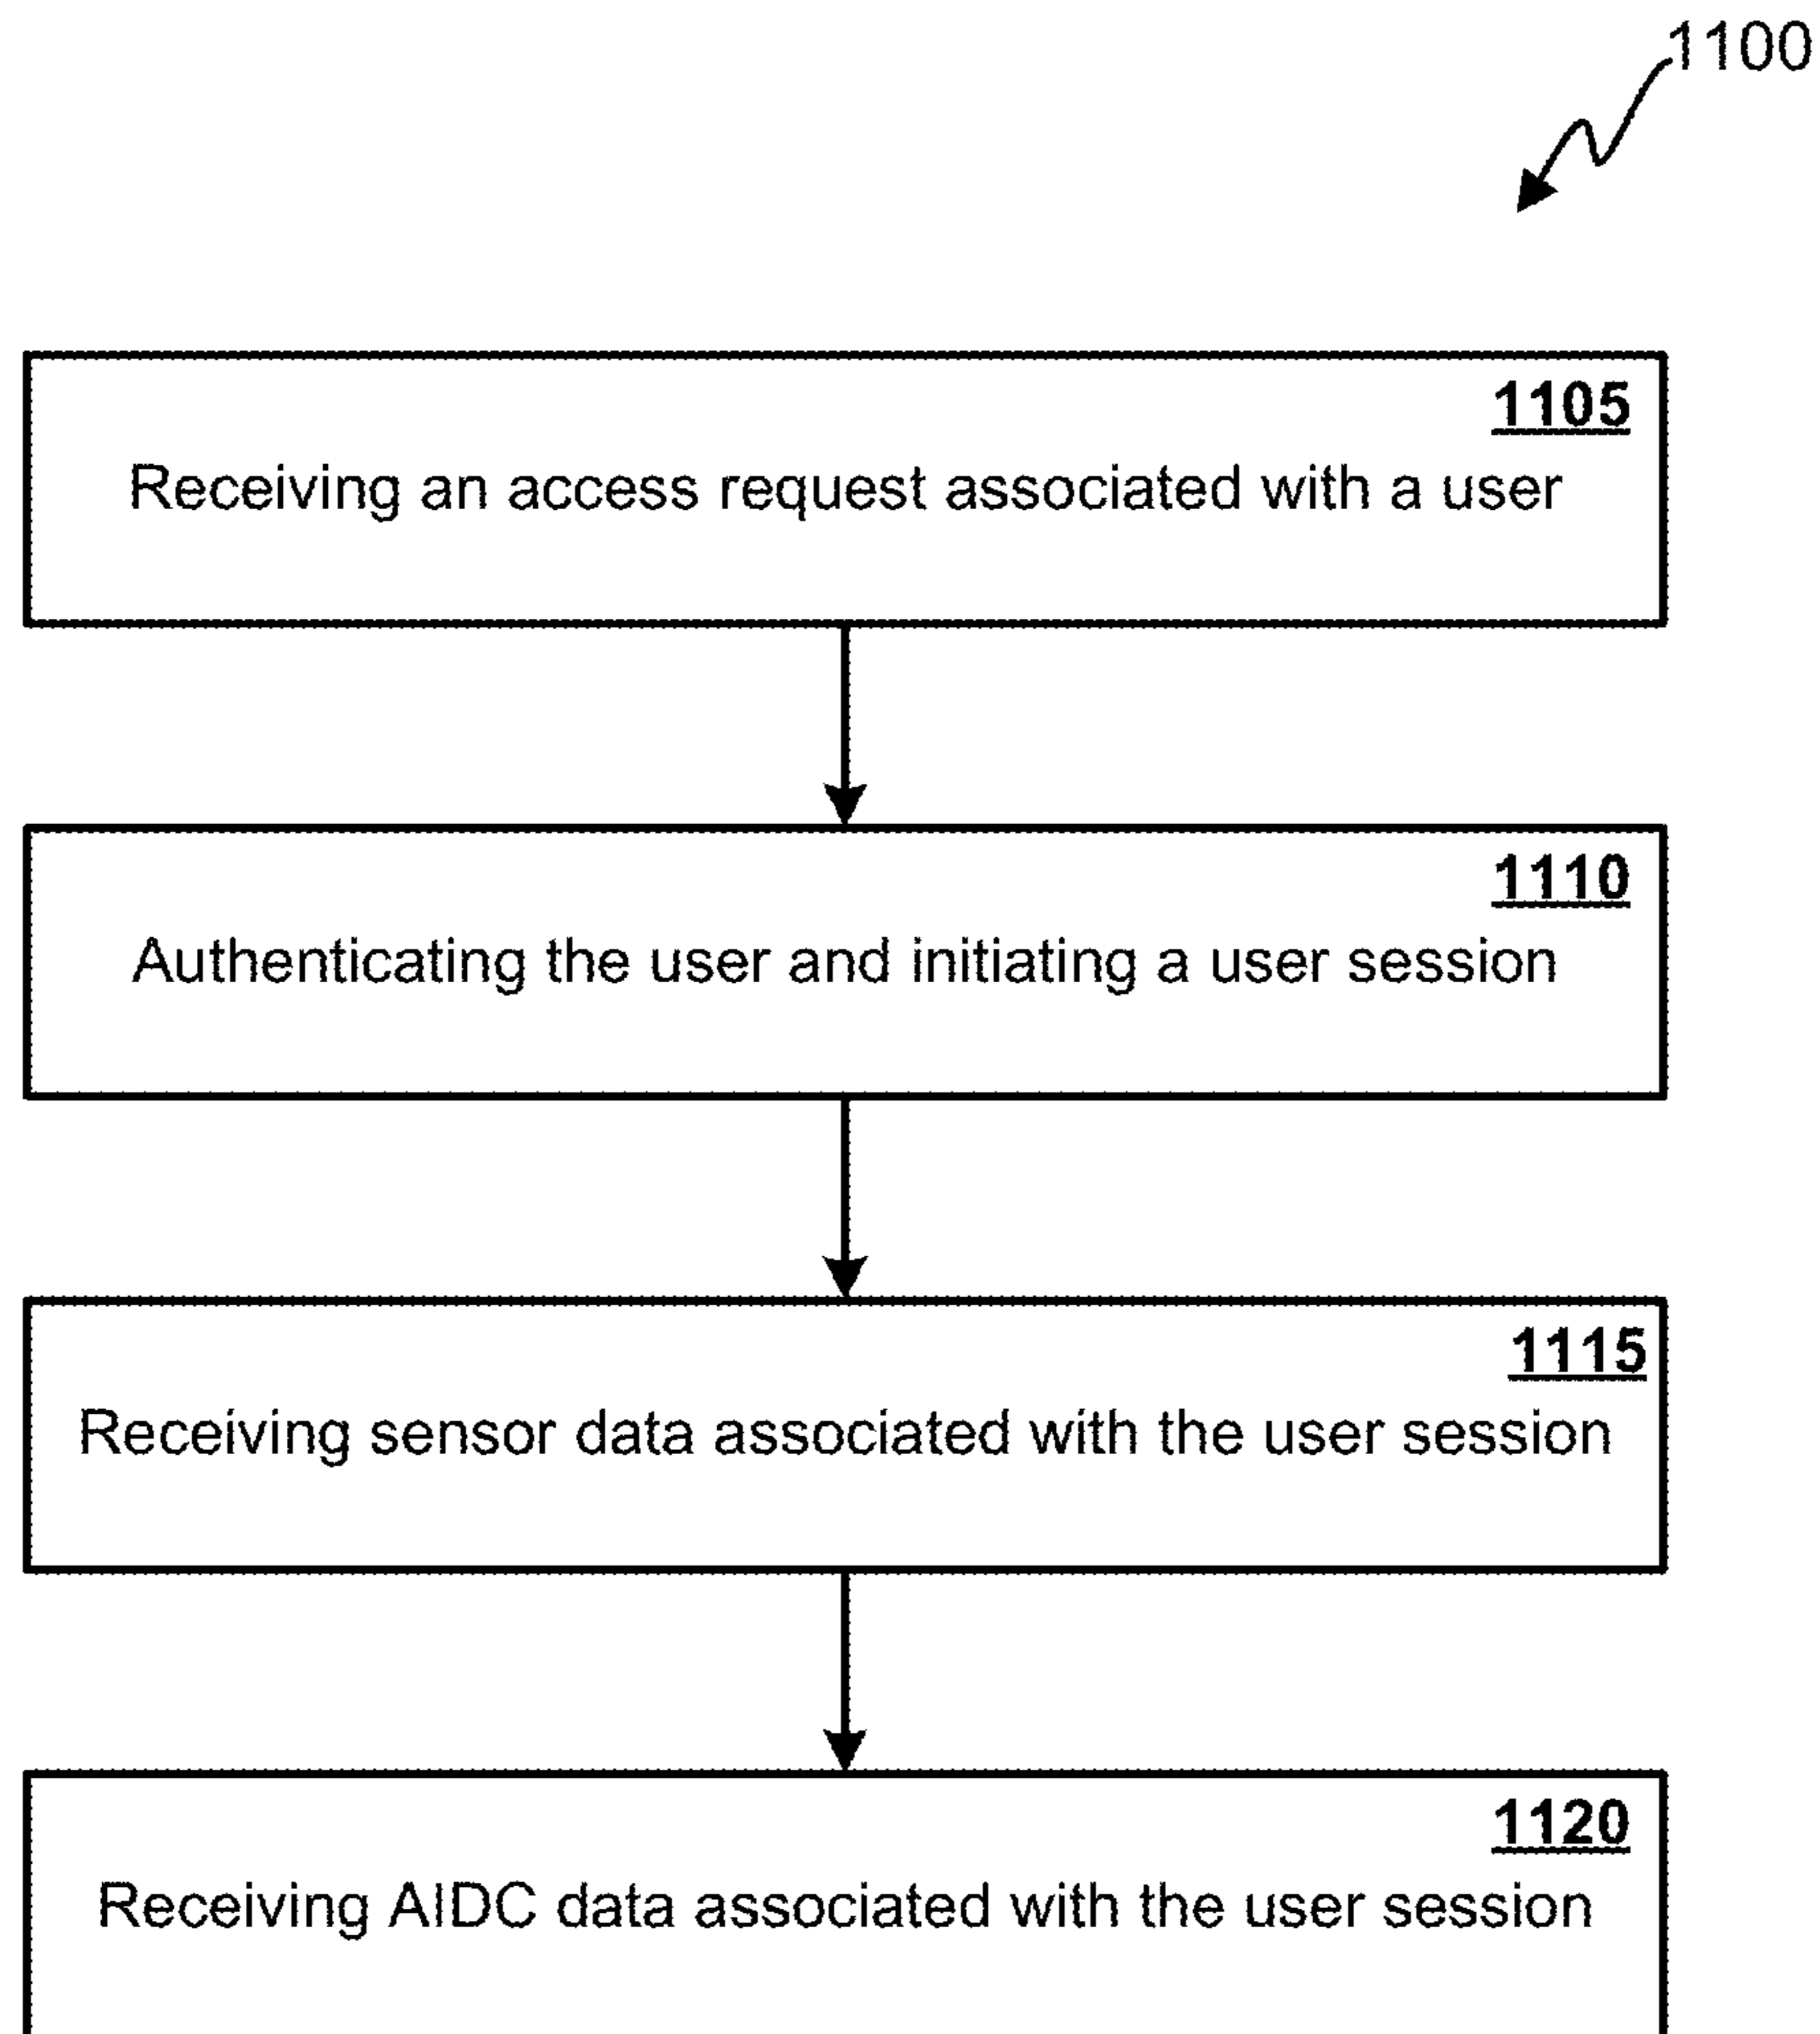 1100
1105
Receiving an access request associated with a user
1110
Authenticating the user and initiating a user session
1115
Receiving sensor data associated with the user session
1120
Receiving AIDC data associated with the user session